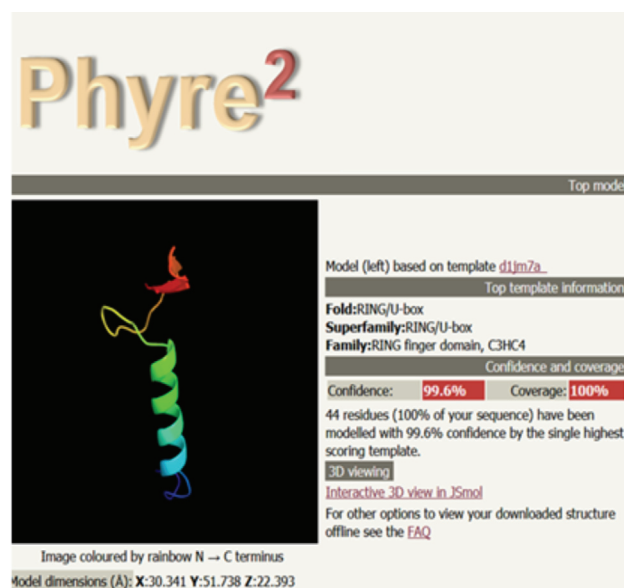 Phyre2
Top mode
Model (left) based on template d1jm7a_
Top template information
Fold:RING/U-box
Superfamily:RING/U-box
Family:RING finger domain, C3HC4
Confidence and coverage
Confidence: 99.6% Coverage: 100%
44 residues (100% of your sequence) have been
modelled with 99.6% confidence by the single highest
scoring template.
3D viewing
Interactive 3D view in JSmol
For other options to view your downloaded structure
offline see the FAQ
Image coloured by rainbow N → C terminus
Model dimensions (Å): X:30.341 Y:51.738 Z:22.393